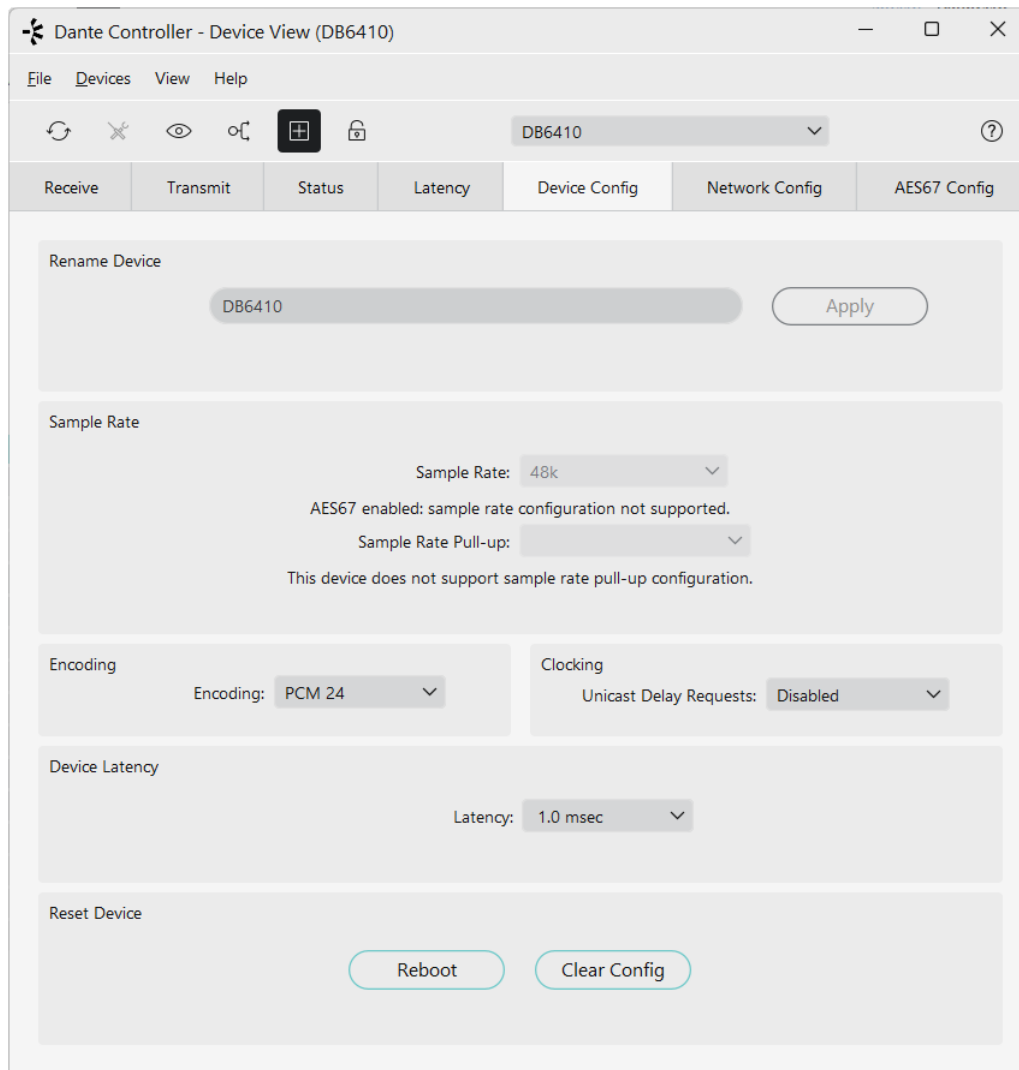 Dante Controller - Device View (DB6410)
File Devices View Help
DB6410
Receive Transmit Status Latency Device Config Network Config AES67 Config
Rename Device
DB6410 Apply
Sample Rate
Sample Rate: 48k
AES67 enabled: sample rate configuration not supported.
Sample Rate Pull-up:
This device does not support sample rate pull-up configuration.
Encoding
Encoding: PCM 24
Clocking
Unicast Delay Requests: Disabled
Device Latency
Latency: 1.0 msec
Reset Device
Reboot Clear Config